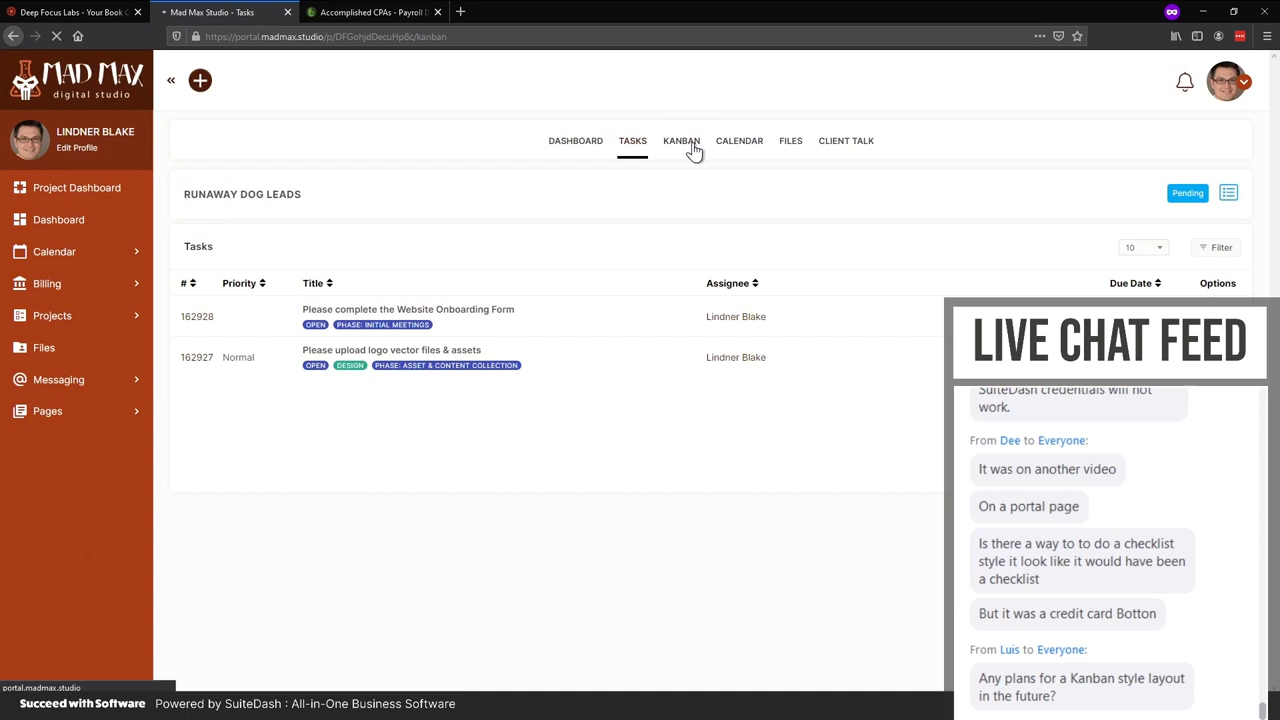 Deep Focus Labs - Your Book C
Mad Max Studio - Tasks
Accomplished CPAs - Payroll D
https://portal.madmax.studio/p/DFGohjdDecuHp8c/kanban
MAD MAX
digital studio
LINDNER BLAKE
Edit Profile
Project Dashboard
Dashboard
Calendar
Billing
Projects
Files
Messaging
Pages
DASHBOARD TASKS KANBAN CALENDAR FILES CLIENT TALK
RUNAWAY DOG LEADS
Pending
Tasks
10
Filter
# Priority Title Assignee Due Date Options
162928 Please complete the Website Onboarding Form Lindner Blake
OPEN PHASE: INITIAL MEETINGS
162927 Normal Please upload logo vector files & assets Lindner Blake
OPEN DESIGN PHASE: ASSET & CONTENT COLLECTION
LIVE CHAT FEED
SuiteDash credentials will not
work.
From Dee to Everyone:
It was on another video
On a portal page
Is there a way to to do a checklist
style it look like it would have been
a checklist
But it was a credit card Botton
From Luis to Everyone:
Any plans for a Kanban style layout
in the future?
portal.madmax.studio
Succeed with Software Powered by SuiteDash : All-in-One Business Software